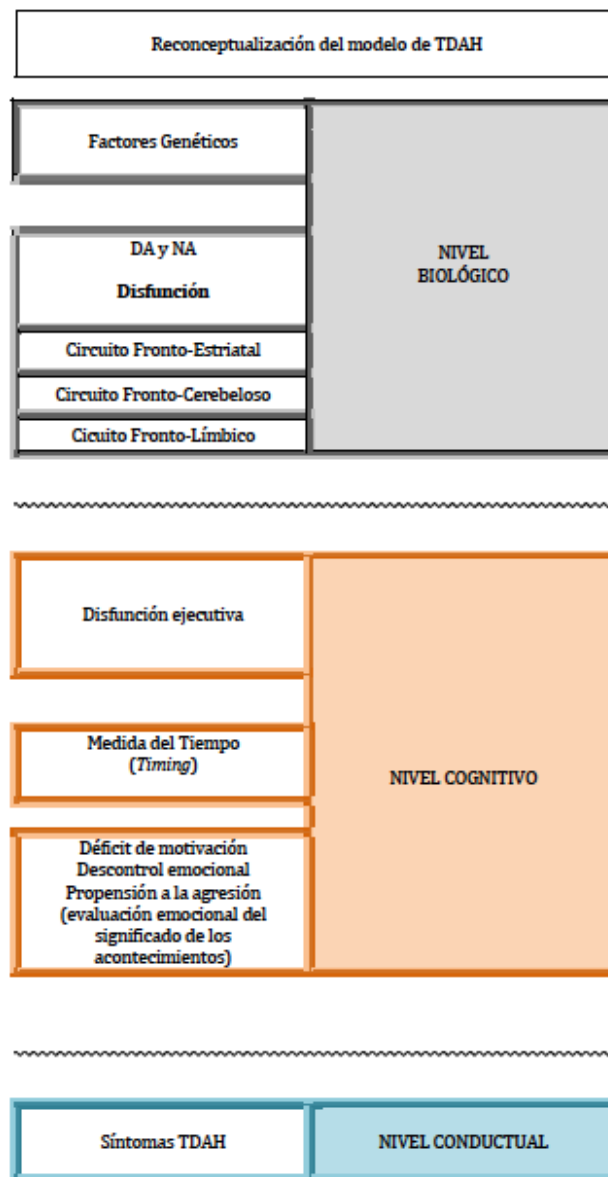 Reconceptualización del modelo de TDAH
Factores Genéticos
DA y NA
Disfunción
Circuito Fronto-Estriatal
Circuito Fronto-Cerebeloso
Cicuito Fronto-Límbico
NIVEL
BIOLÓGICO
Disfunción ejecutiva
Medida del Tiempo
(Timing)
Déficit de motivación
Descontrol emocional
Propensión a la agresión
(evaluación emocional del
significado de los
acontecimientos)
NIVEL COGNITIVO
Síntomas TDAH
NIVEL CONDUCTUAL